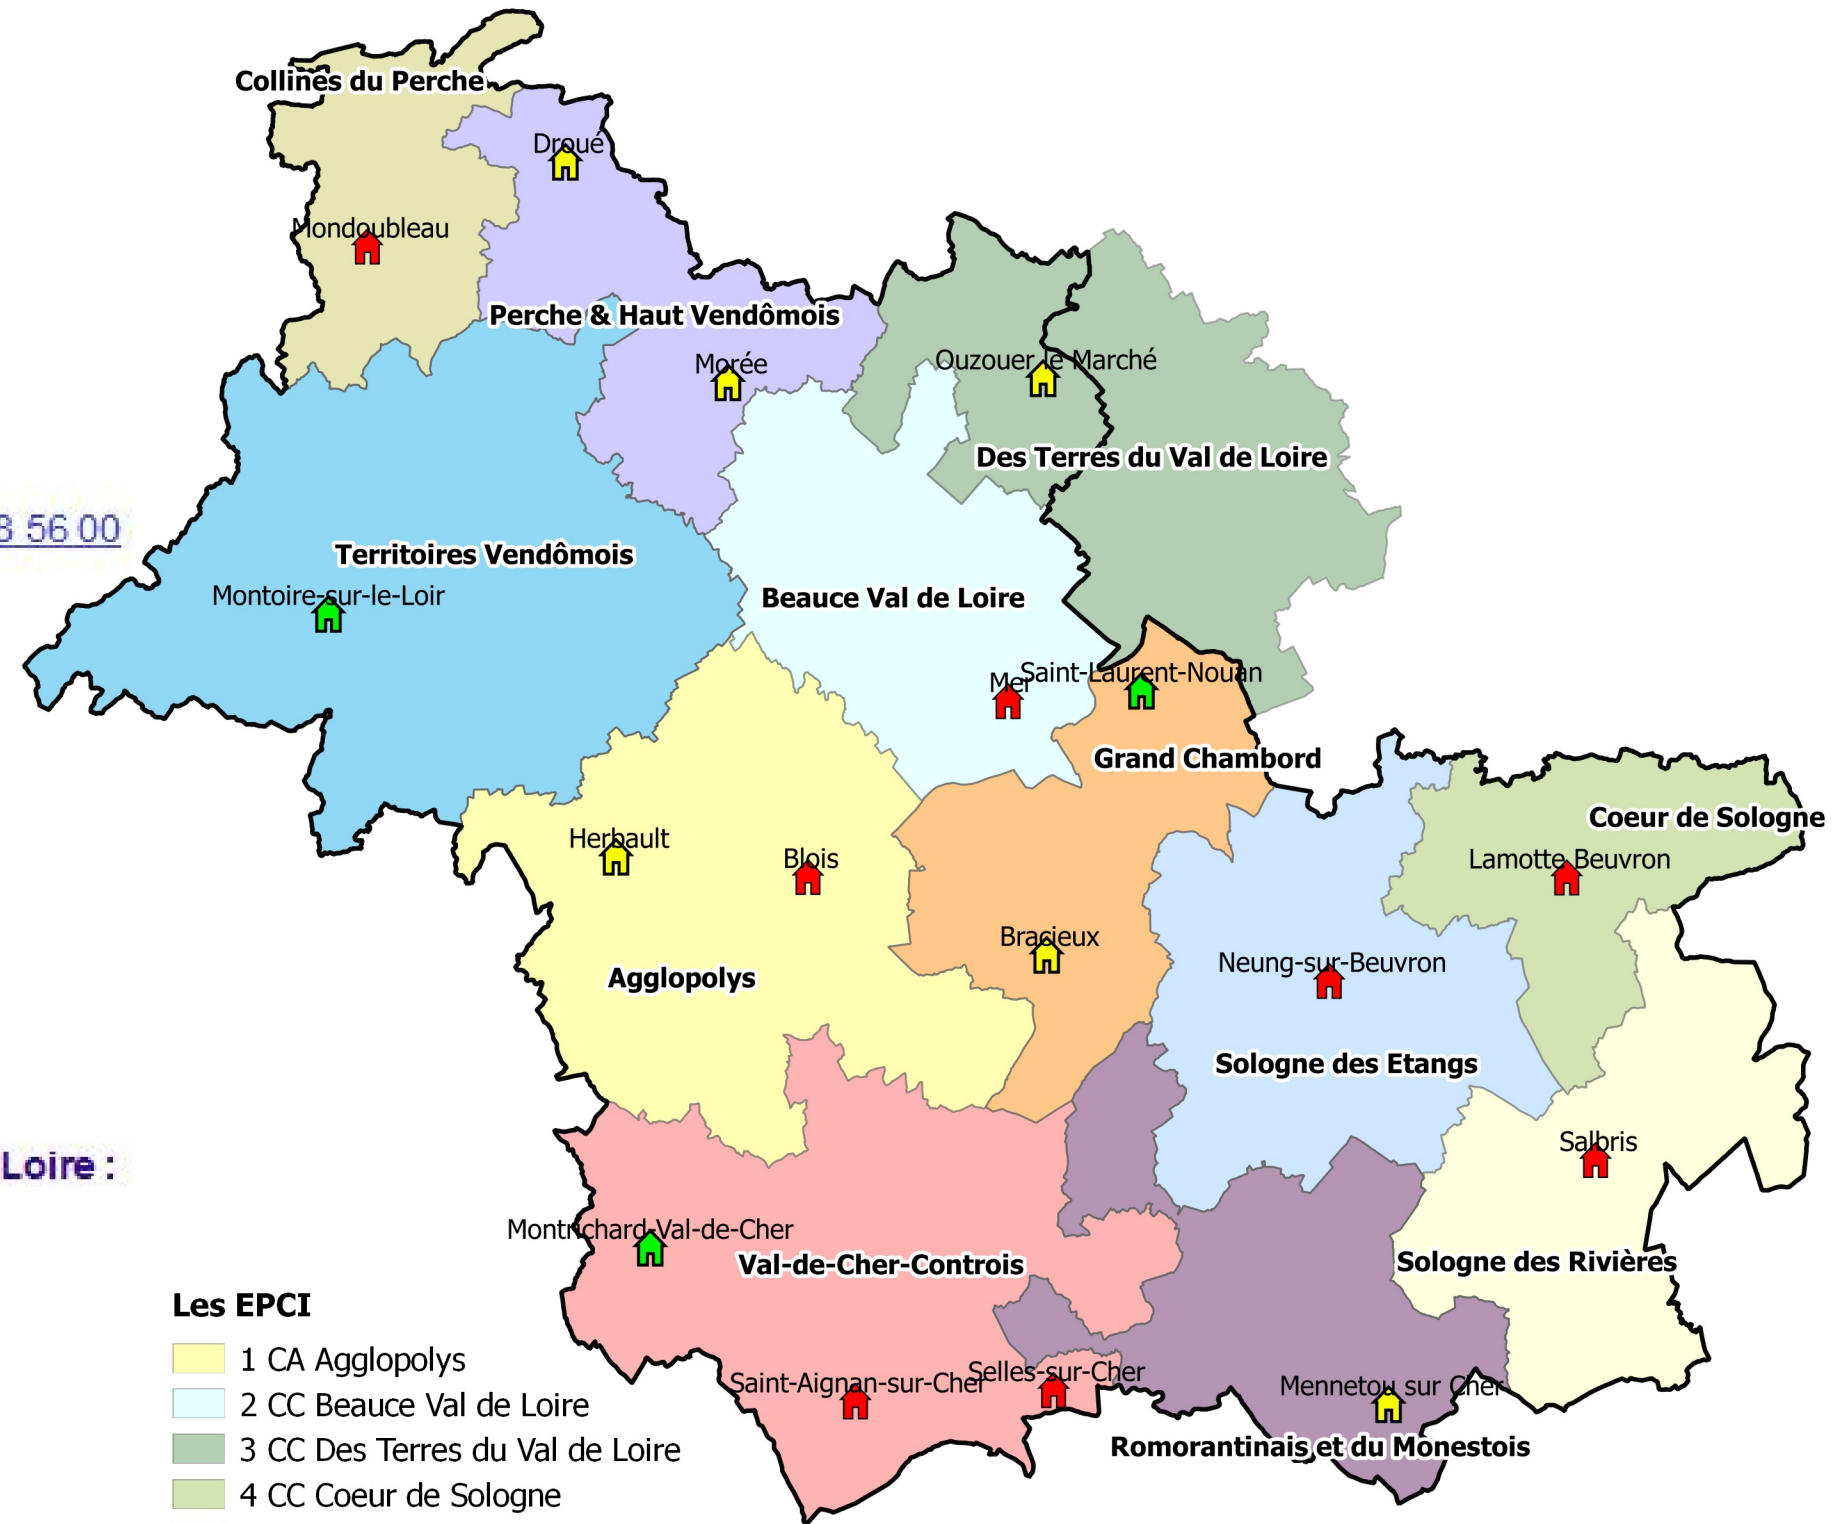 Collines du Perche
Droué
Mondoubleau
Perche & Haut Vendômois
Morée
Ouzouer le Marché
Des Terres du Val de Loire
56 00
Territoires Vendômois
Montoire-sur-le-Loir
Beauce Val de Loire
Mer
Saint-Laurent-Nouan
Grand Chambord
Coeur de Sologne
Lamotte Beuvron
Herbault
Blois
Bracieux
Neung-sur-Beuvron
Agglopolys
Sologne des Etangs
Loire :
Salbris
Montrichard-Val-de-Cher
Val-de-Cher-Controis
Sologne des Rivières
Saint-Aignan-sur-Cher
Selles-sur-Cher
Mennetou sur Cher
Romorantinais et du Monestois
Les EPCI
1 CA Agglopolys
2 CC Beauce Val de Loire
3 CC Des Terres du Val de Loire
4 CC Coeur de Sologne